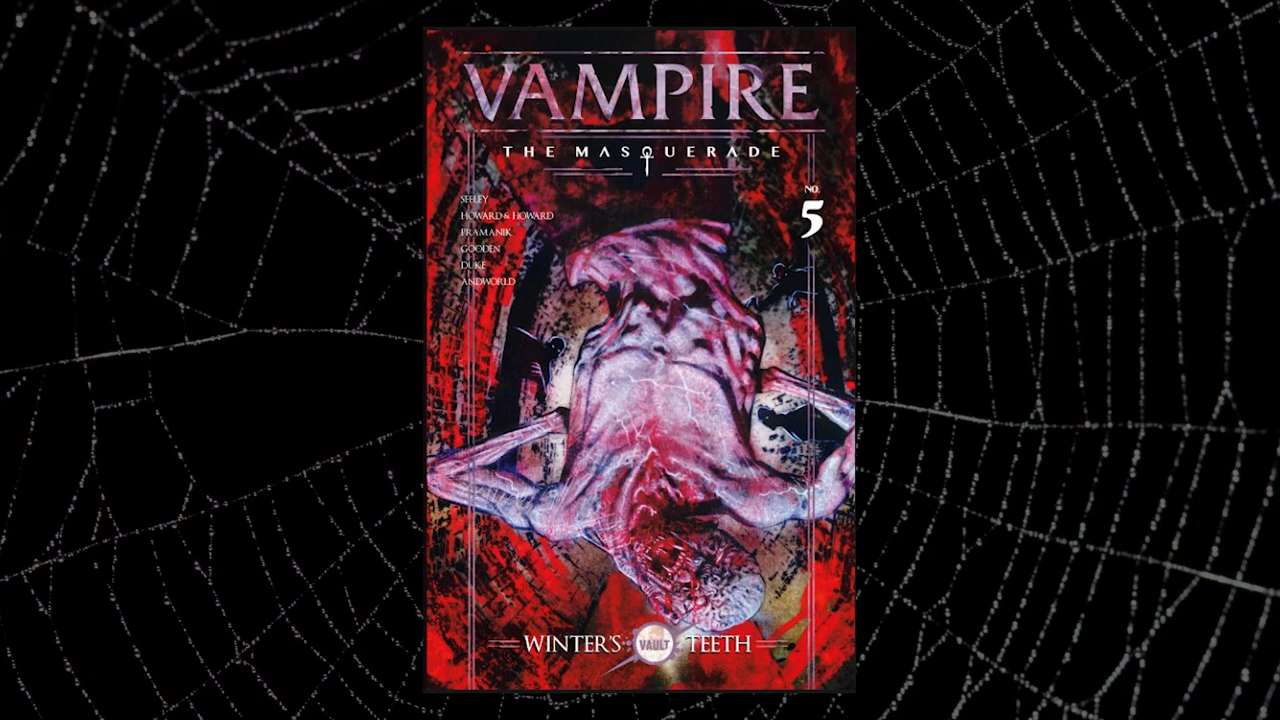 VAMPIRE
THE MASQUERADE
NO.
5
SEELEY
HOWARD & HOWARD
PRAMANIK
GOODEN
DUKE
ANDWORLD
WINTER'S VAULT TEETH